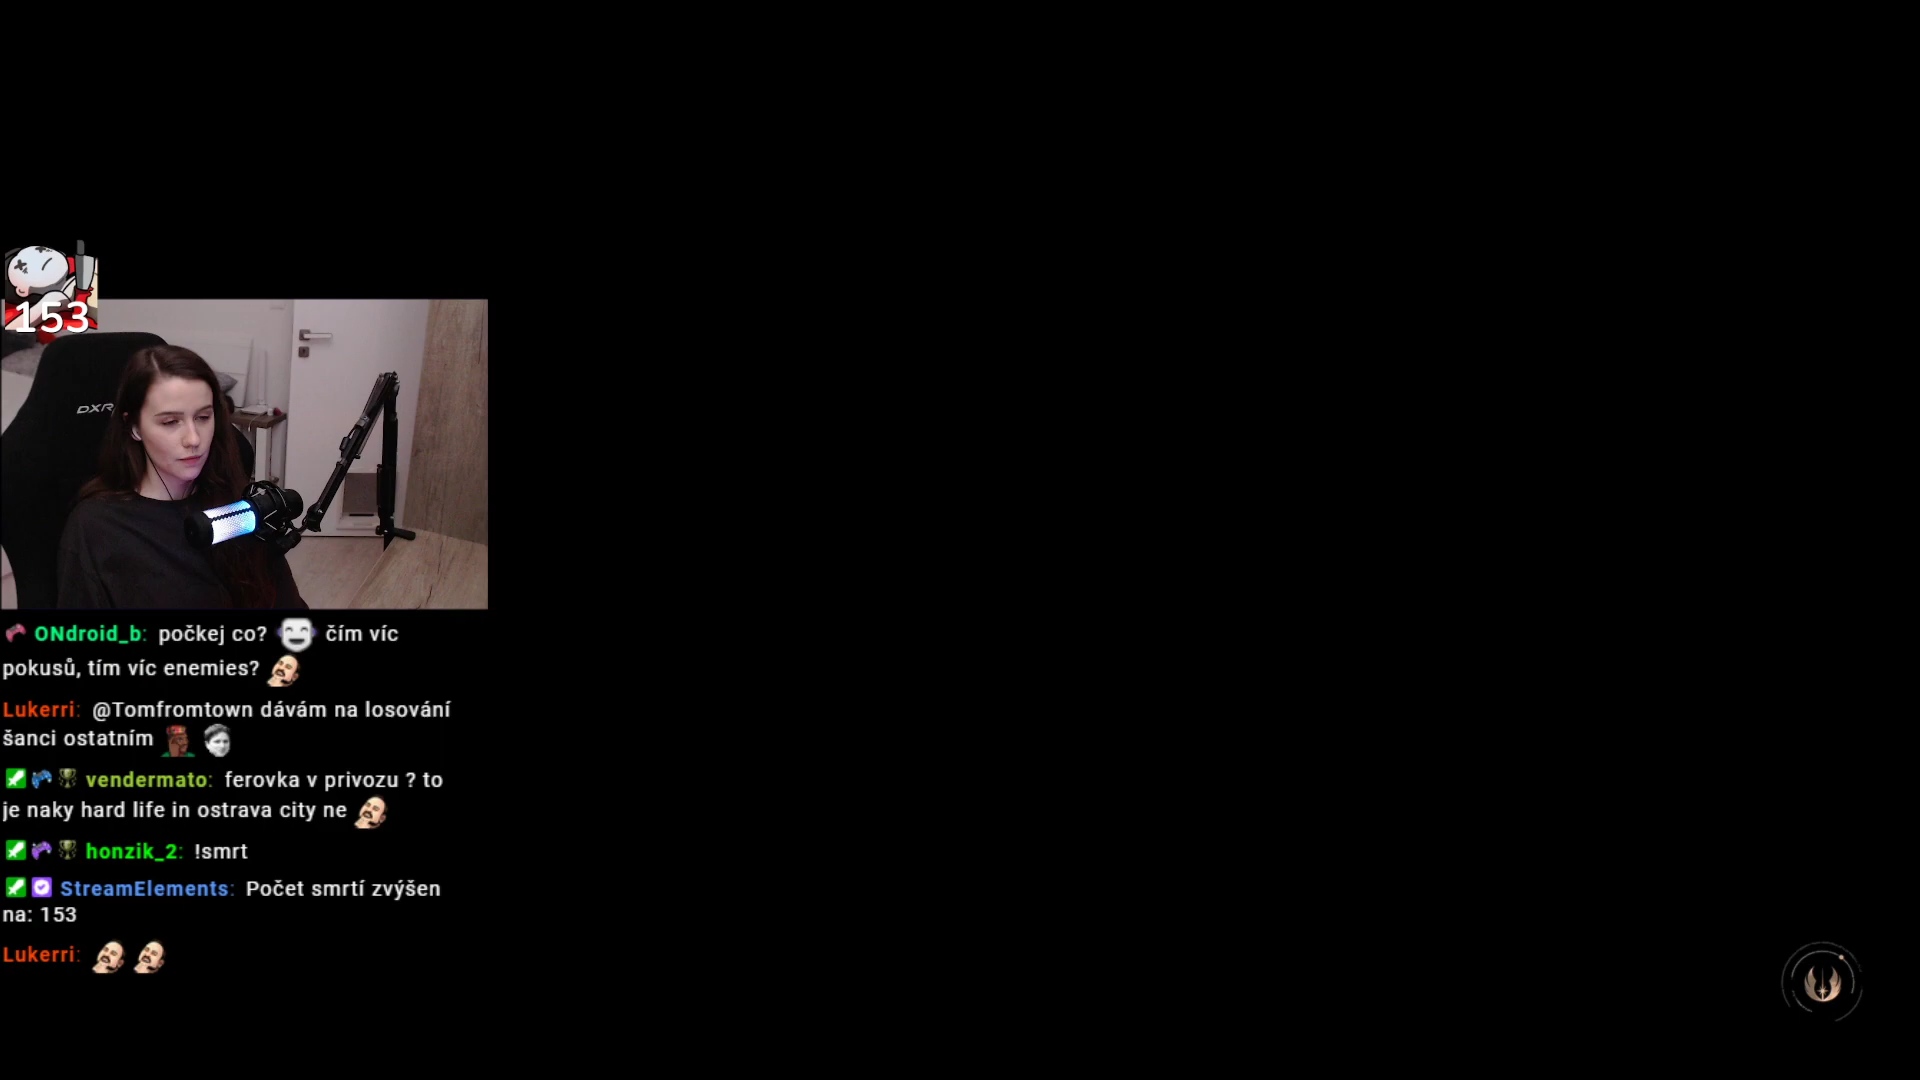 153
DXR
ONdroid_b: počkej co? čím víc
pokusů, tím víc enemies?
Lukerri: @Tomfromtown dávám na losování
šanci ostatním
vendermato: ferovka v privozu ? to
je naky hard life in ostrava city ne
honzik_2: !smrt
StreamElements: Počet smrtí zvýšen
na: 153
Lukerri: